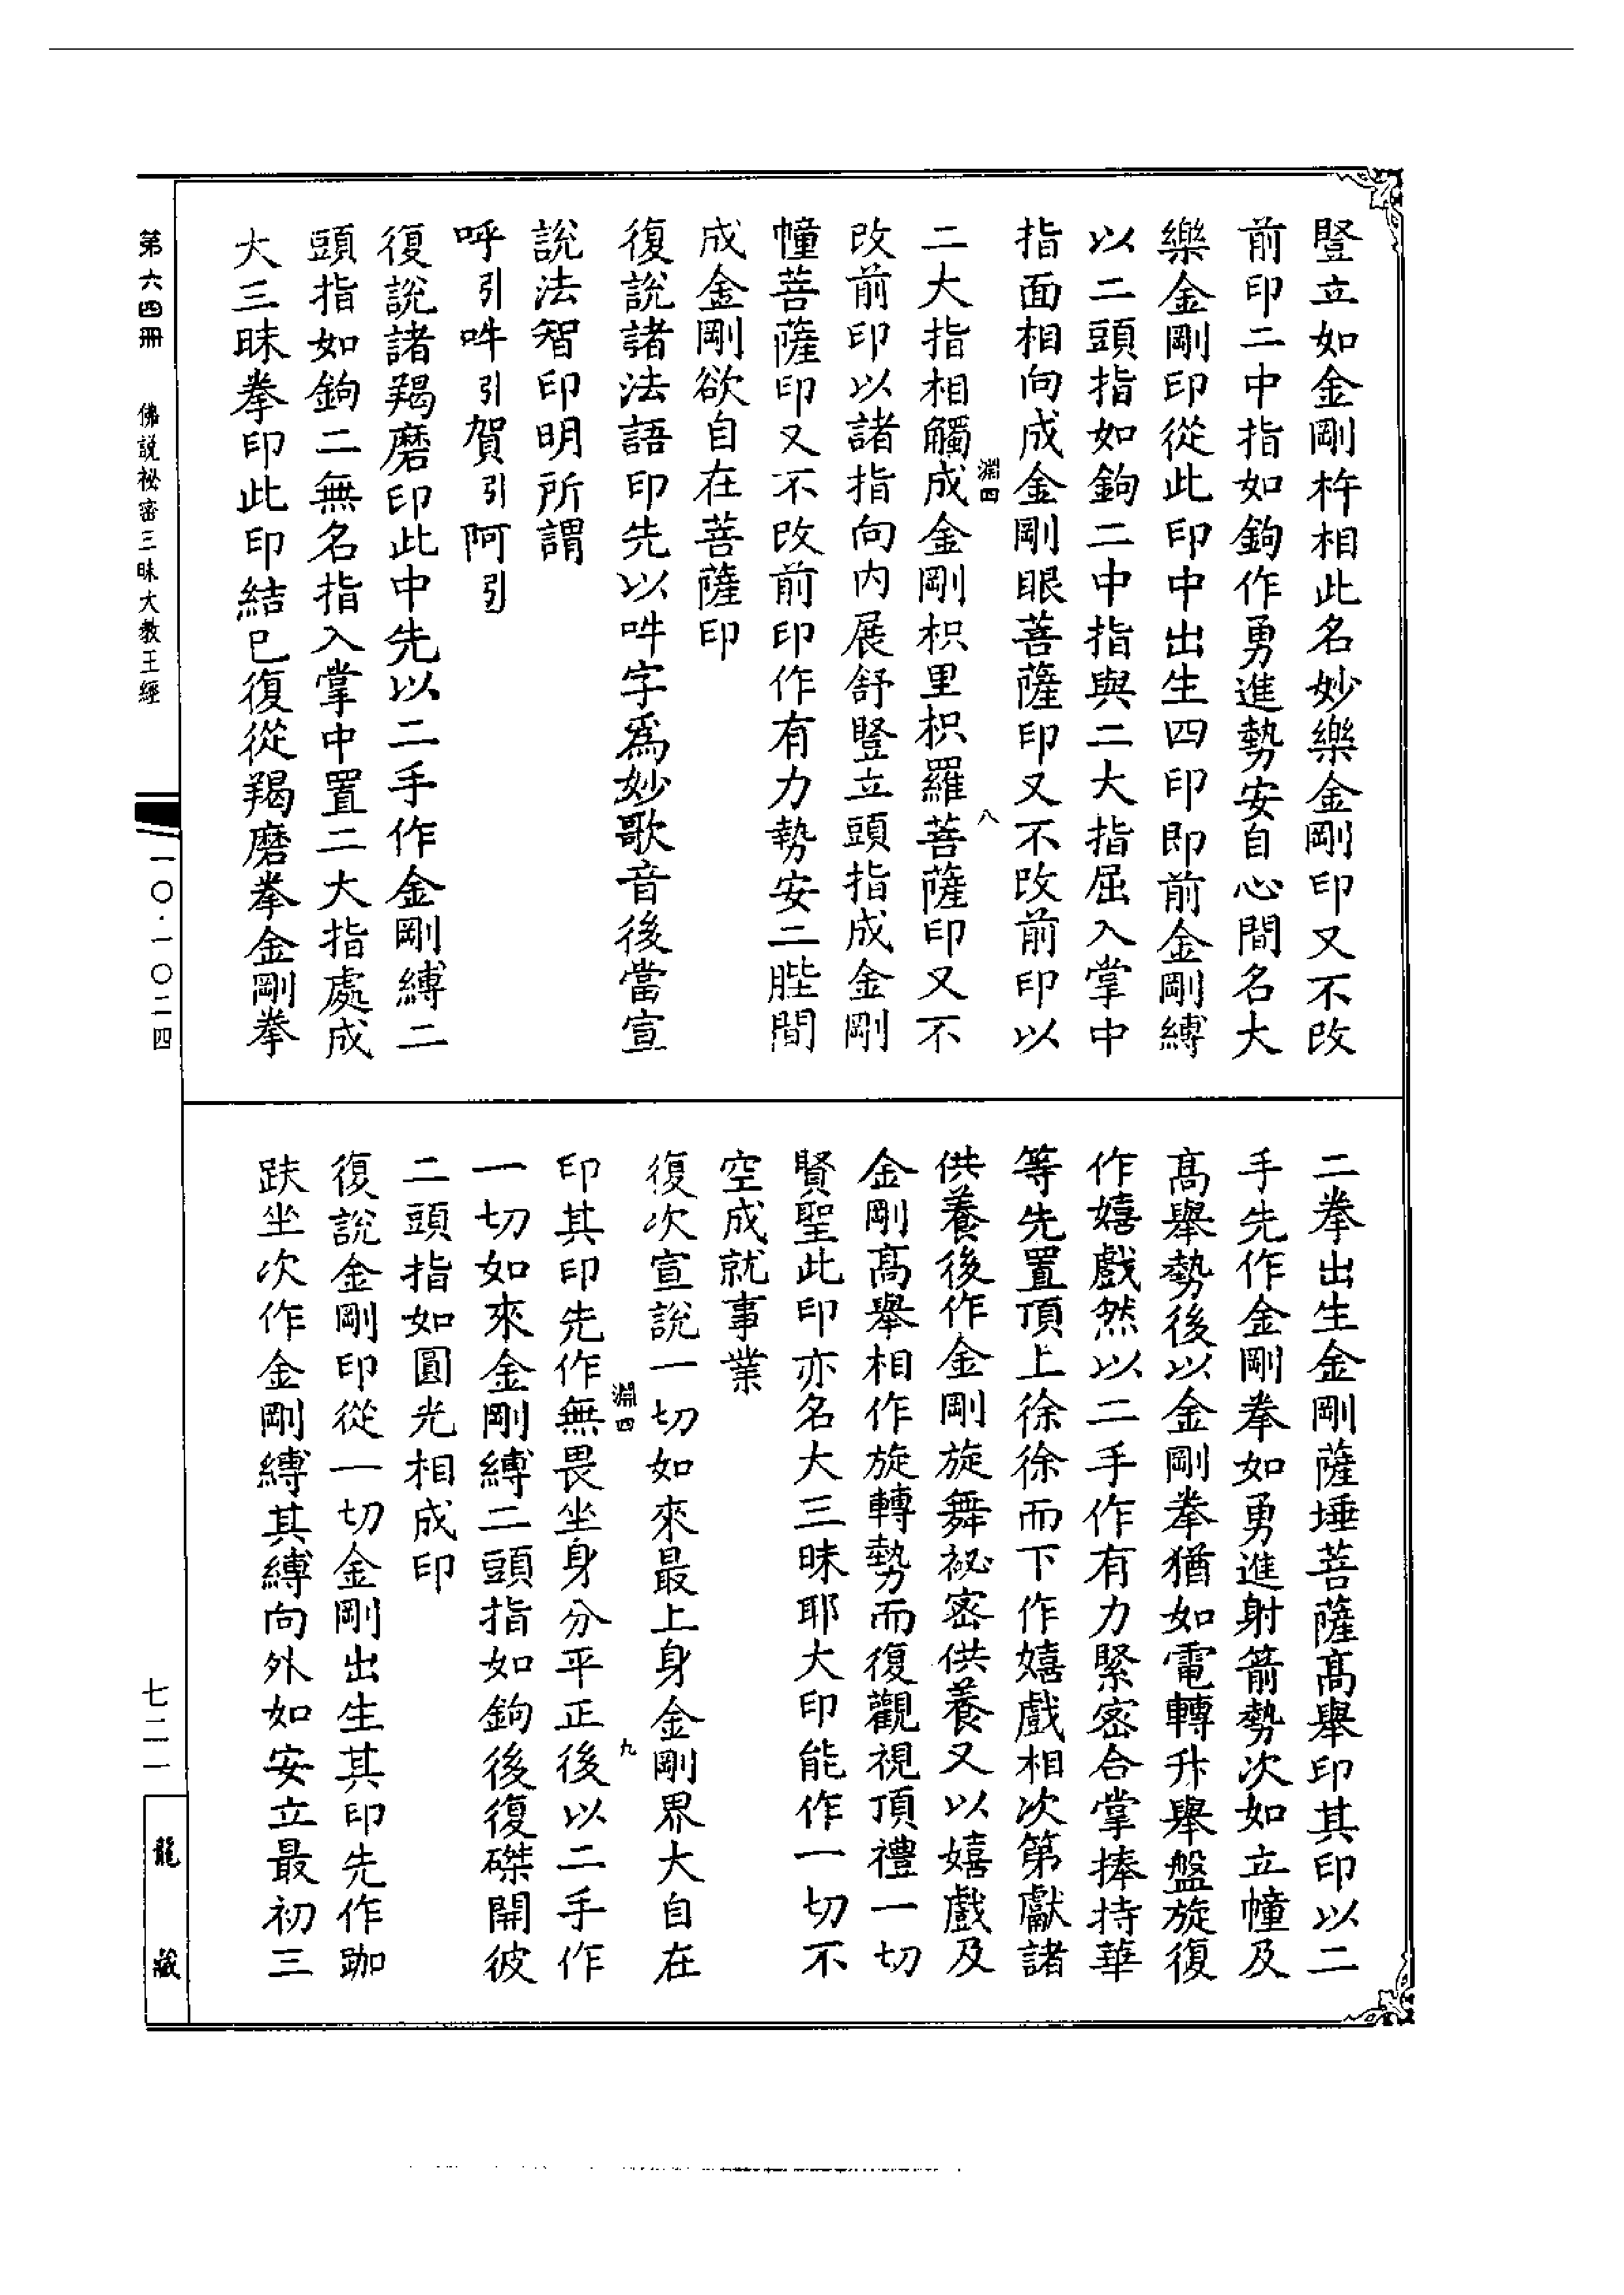 豎立如金剛杵相此名妙樂金剛印又不改
前印二中指如鉤作勇進勢安自心間名大
樂金剛印從此印中出生四印即前金剛縛
以二頭指如鉤二中指與二大指屈入掌中
指面相向成金剛眼菩薩印又不改前印以
淵四 八
二大指相觸成金剛枳里枳羅菩薩印又不
改前印以諸指向內展舒豎立頭指成金剛
幢菩薩印又不改前印作有力勢安二䏶間
成金剛欲自在菩薩印
復說諸法語印先以吽字爲妙歌音後當宣
說法智印明所謂
呼引吽引賀引阿引
復說諸羯磨印此中先以二手作金剛縛二
頭指如鉤二無名指入掌中置二大指處成
大三昧拳印此印結已復從羯磨拳金剛拳
二拳出生金剛薩埵菩薩髙舉印其印以二
手先作金剛拳如勇進射箭勢次如立幢及
髙舉勢後以金剛拳猶如電轉升舉盤旋復
作嬉戲然以二手作有力緊密合掌捧持華
等先置頂上徐徐而下作嬉戲相次第獻諸
供養後作金剛旋舞祕密供養又以嬉戲及
金剛髙舉相作旋轉勢而復觀視頂禮一切
賢聖此印亦名大三昧耶大印能作一切不
空成就事業
復次宣說一切如來最上身金剛界大自在
淵四 九
印其印先作無畏坐身分平正後以二手作
一切如來金剛縛二頭指如鉤後復磔開彼
二頭指如圓光相成印
復說金剛印從一切金剛出生其印先作跏
趺坐次作金剛縛其縛向外如安立最初三
第六四冊 佛説祕密三昧大教王經
一〇·一〇二四
七二一
龍藏